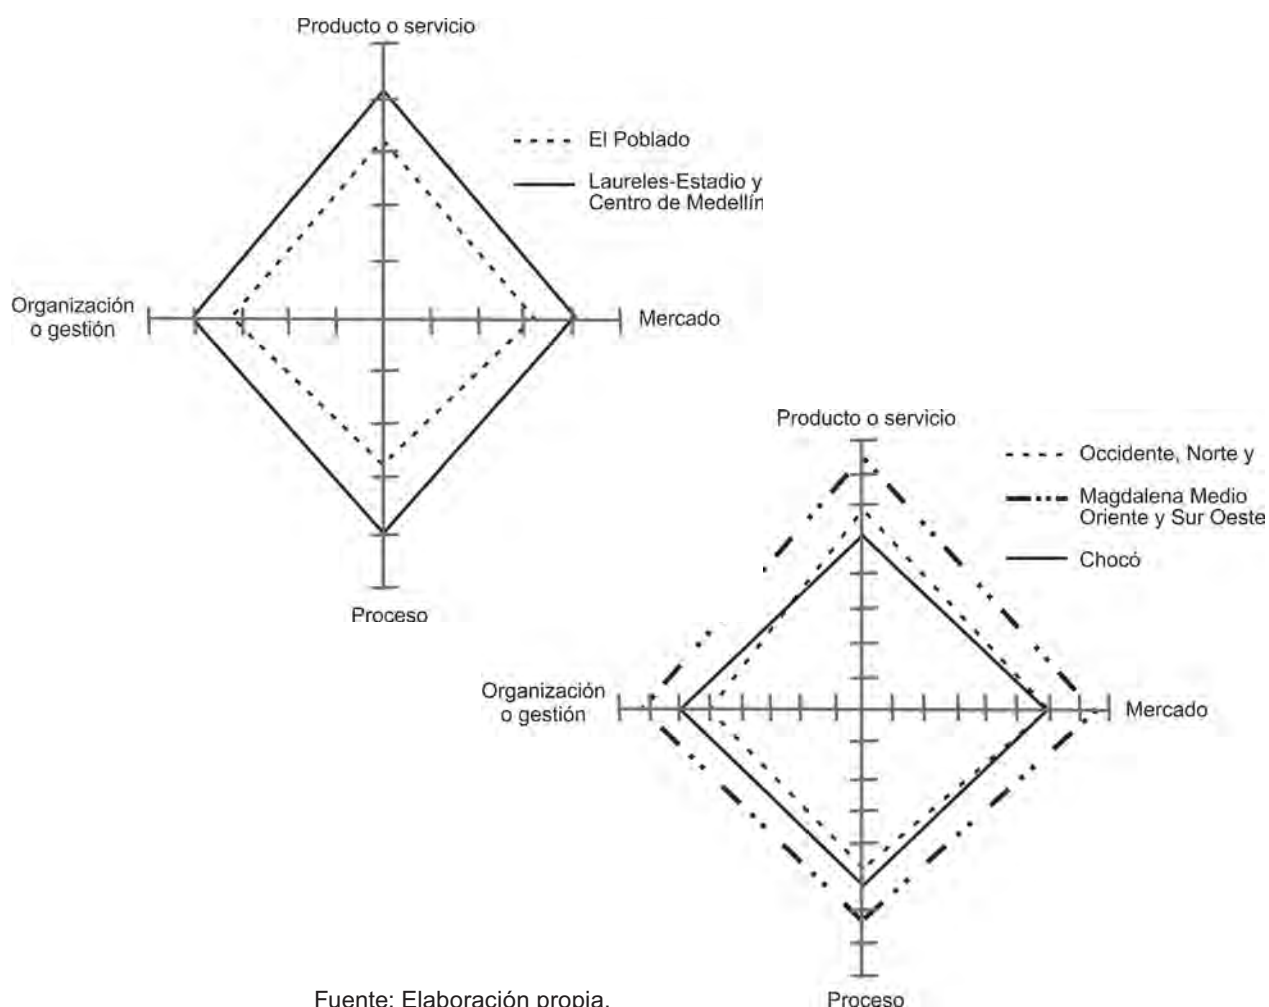 Producto o servicio
El Poblado
Laureles-Estadio y
Centro de Medellín
Organización
o gestión
Mercado
Proceso
Producto o servicio
Occidente, Norte y
Magdalena Medio
Oriente y Sur Oeste
Chocó
Organización
o gestión
Mercado
Proceso
Fuente: Elaboración propia.